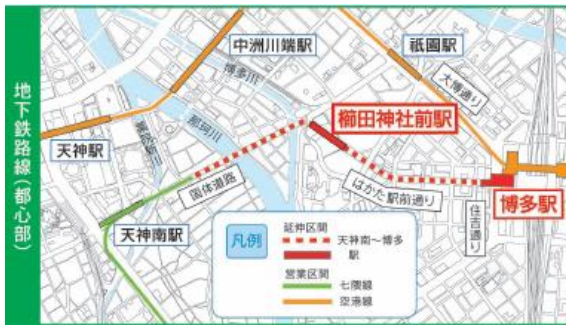 地下鉄路線(都心部)
中洲川端駅
祇園駅
博多川
大博通り
櫛田神社前駅
那珂川
天神駅
国体道路
はかた駅前通り
博多駅
住吉通り
天神南駅
凡例
延伸区間
天神南～博多
駅
営業区間
七隈線
空港線